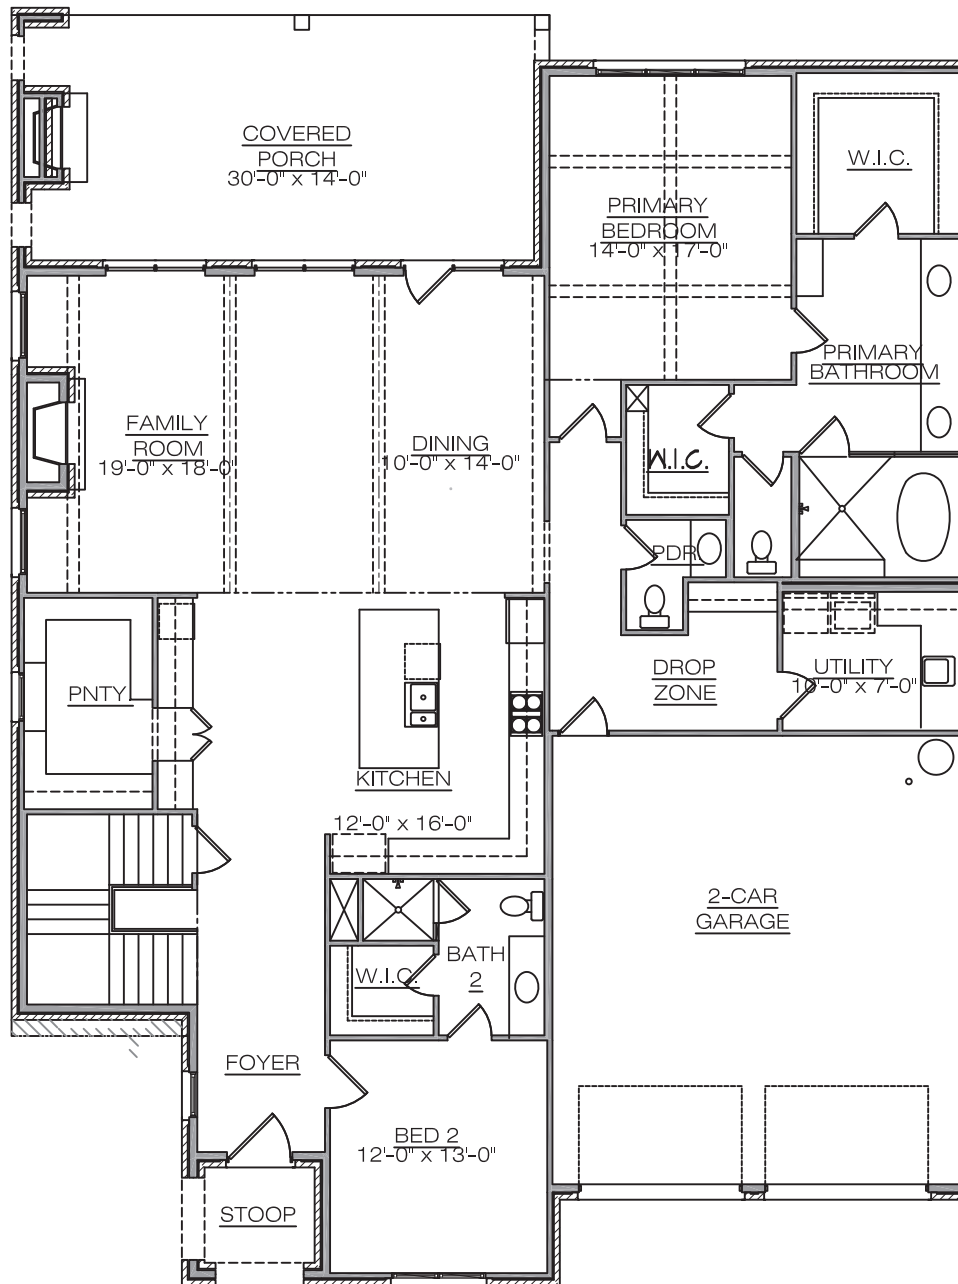 COVERED
PORCH
30'-0" x 14'-0"
W.I.C.
PRIMARY
BEDROOM
14'-0" x 17'-0"
PRIMARY
BATHROOM
FAMILY
ROOM
19'-0" x 18'-0"
DINING
10'-0" x 14'-0"
W.I.C.
PDR.
PNTY.
DROP
ZONE
UTILITY
10'-0" x 7'-0"
KITCHEN
12'-0" x 16'-0"
2-CAR
GARAGE
BATH
2
W.I.C.
FOYER
BED 2
12'-0" x 13'-0"
STOOP